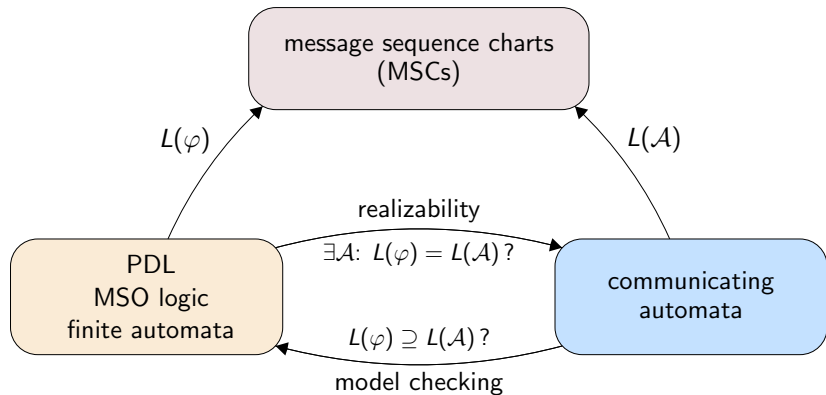 message sequence charts
(MSCs)
L(φ)
L(𝒜)
realizability
∃𝒜: L(φ) = L(𝒜) ?
PDL
MSO logic
finite automata
communicating
automata
L(φ) ⊇ L(𝒜) ?
model checking